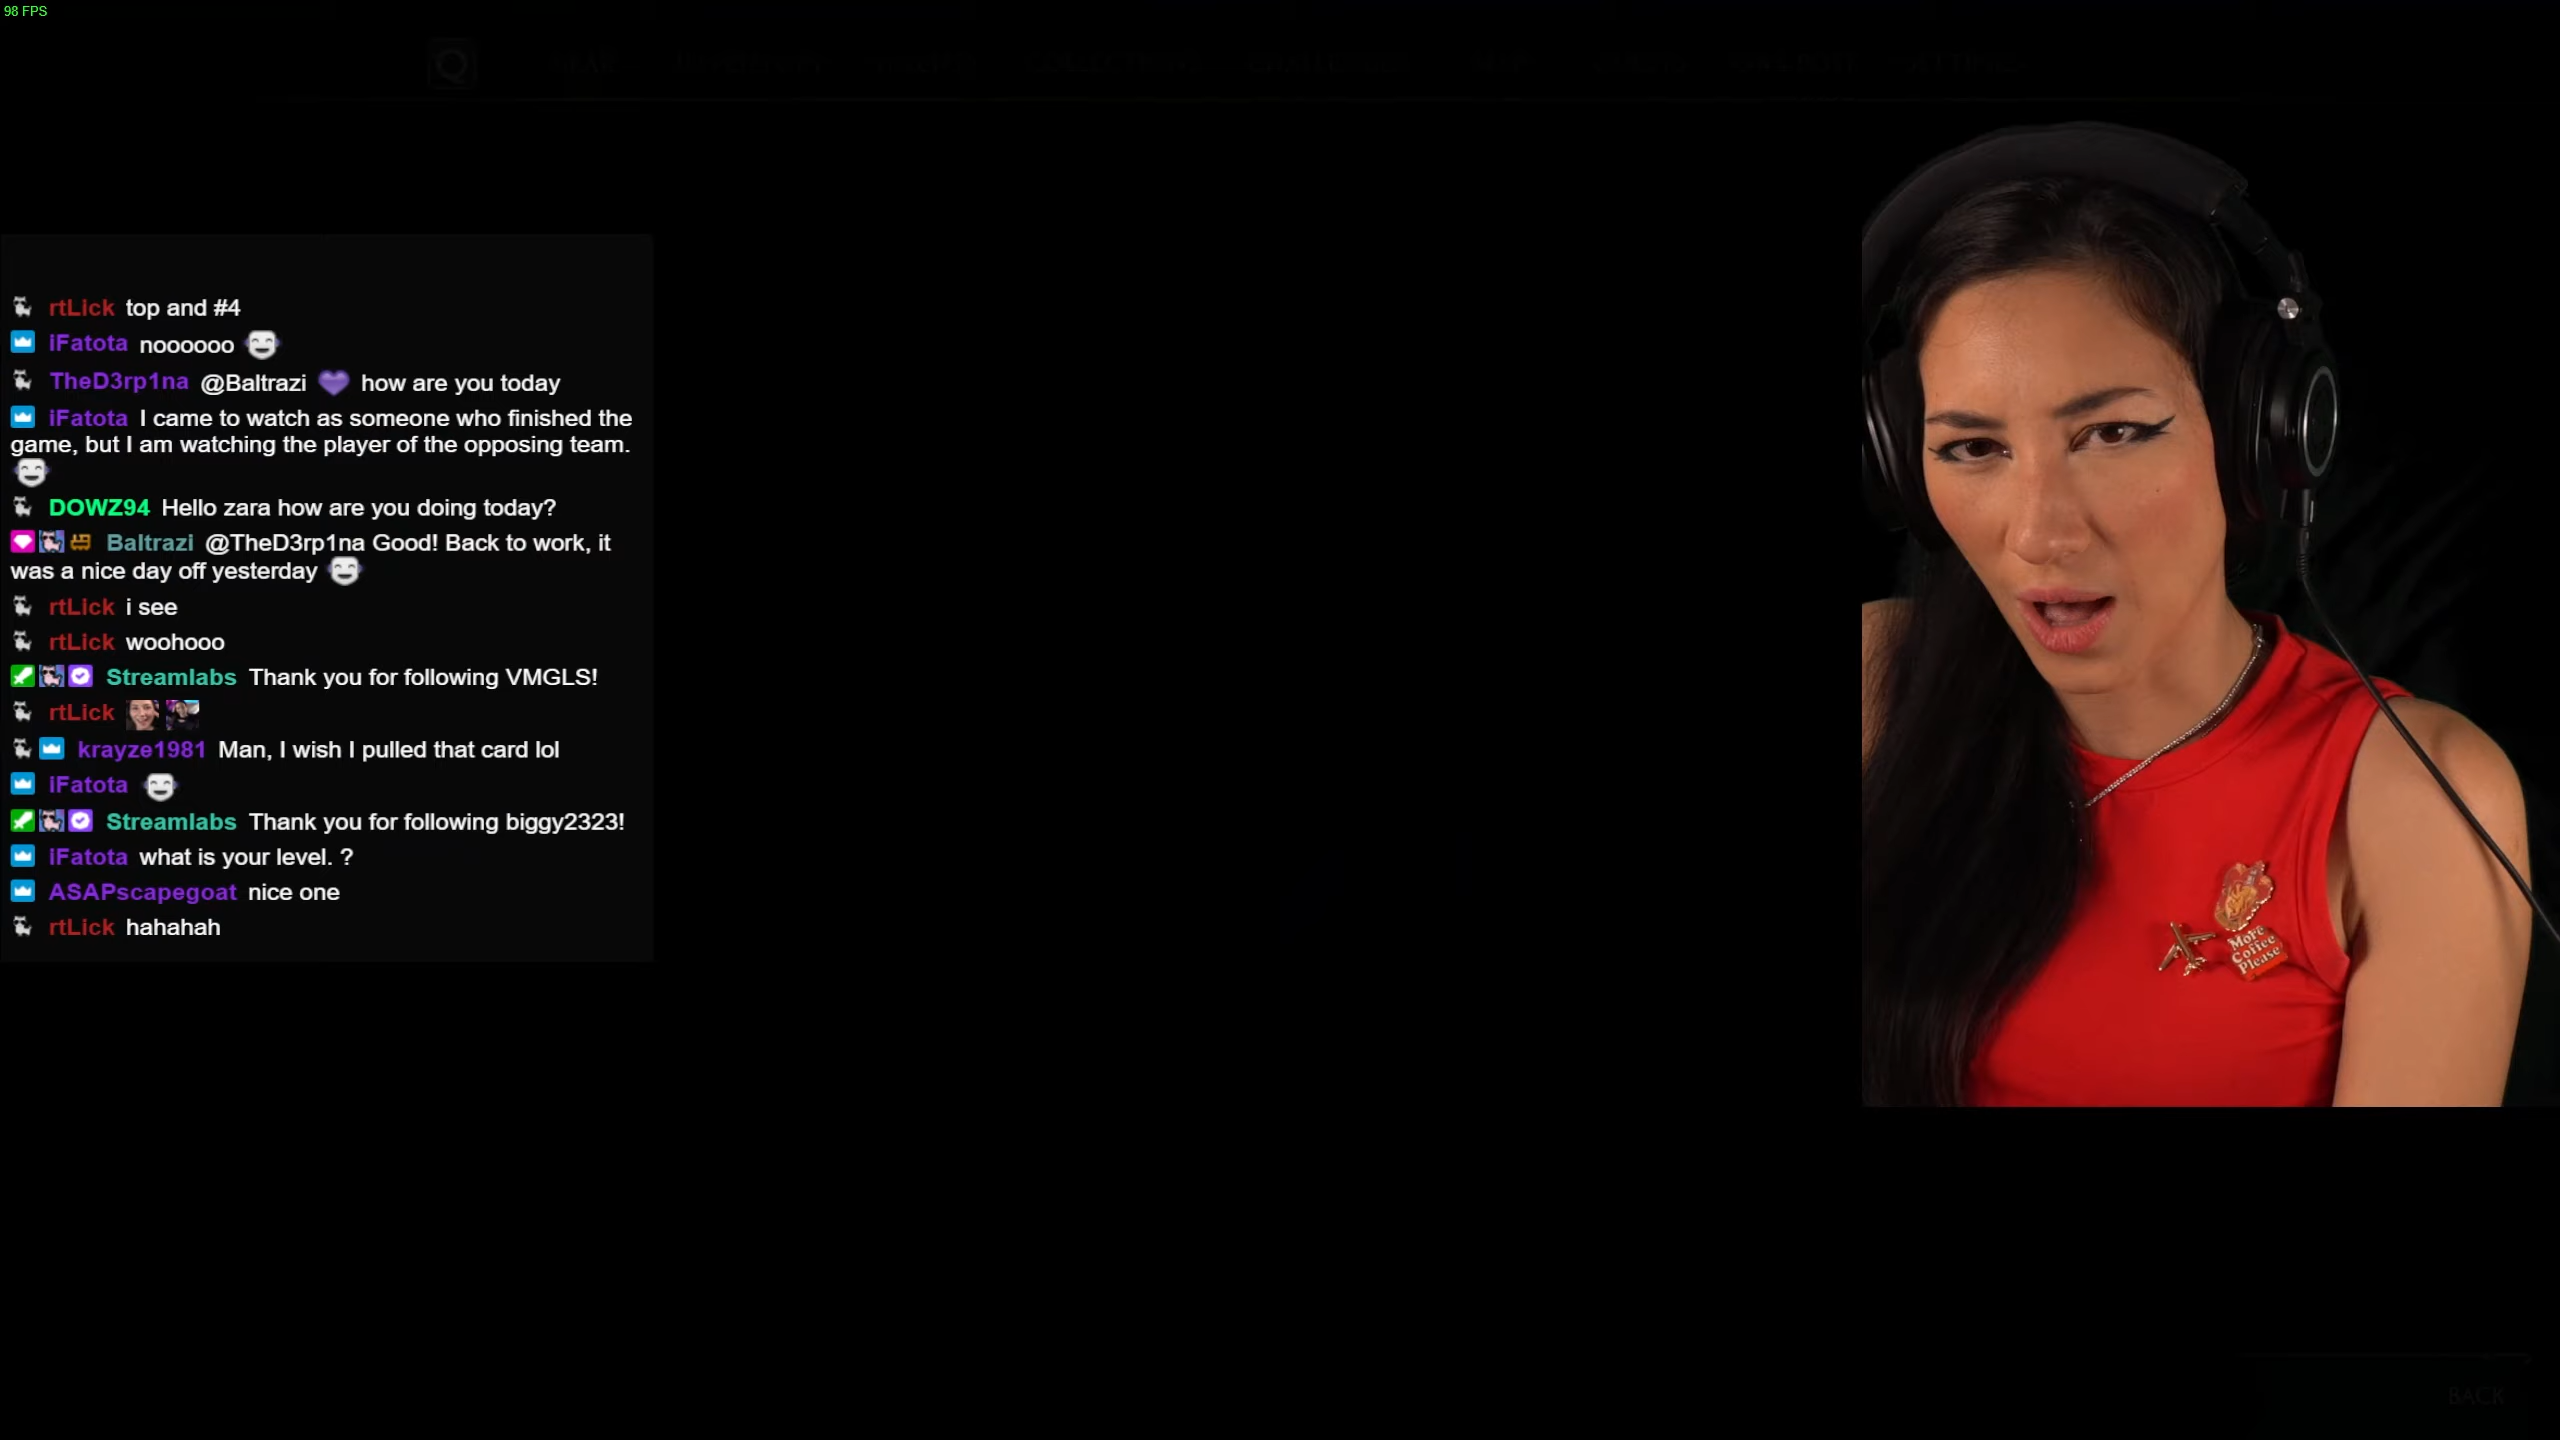 98 FPS
rtLick top and #4
iFatota noooooo
TheD3rp1na @Baltrazi how are you today
iFatota I came to watch as someone who finished the
game, but I am watching the player of the opposing team.
DOWZ94 Hello zara how are you doing today?
Baltrazi @TheD3rp1na Good! Back to work, it
was a nice day off yesterday
rtLick i see
rtLick woohooo
Streamlabs Thank you for following VMGLS!
rtLick
krayze1981 Man, I wish I pulled that card lol
iFatota
Streamlabs Thank you for following biggy2323!
iFatota what is your level. ?
ASAPscapegoat nice one
rtLick hahahah
More
Coffee
Please
BACK